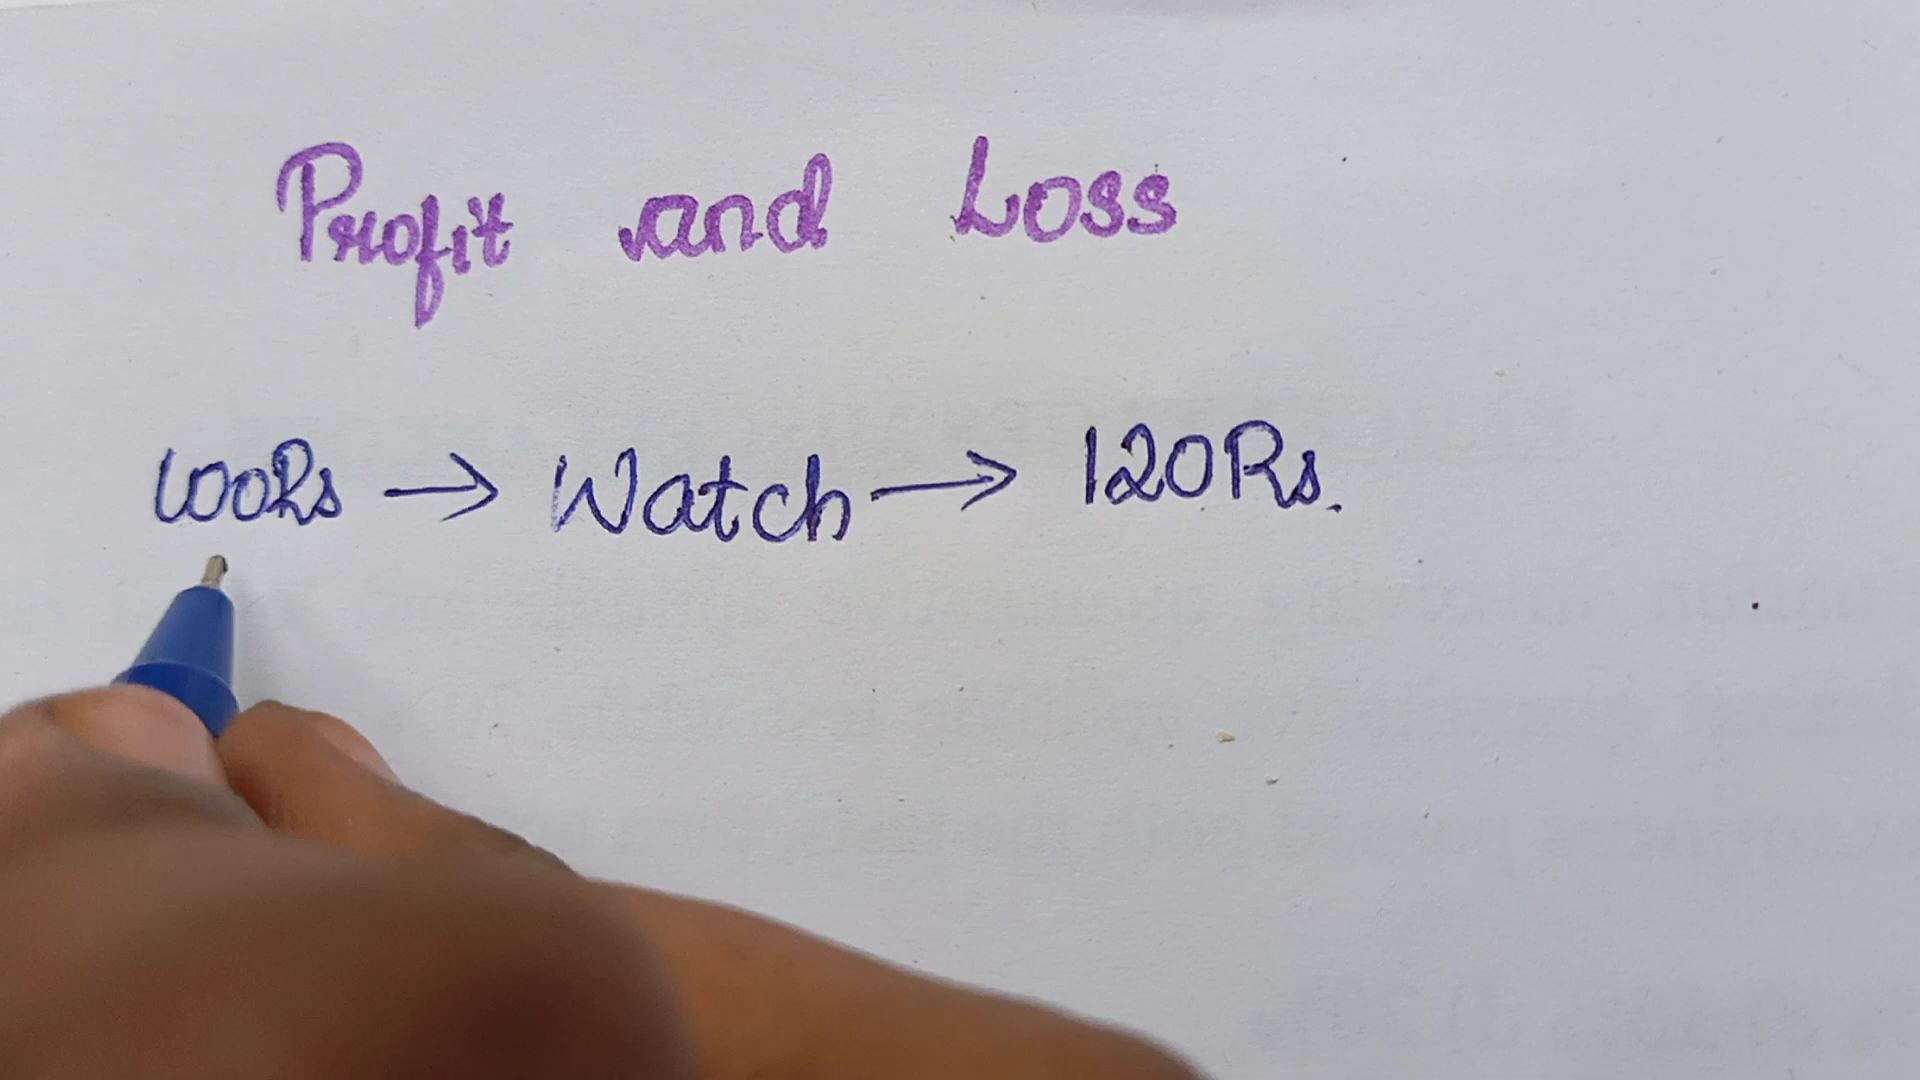 Profit and Loss
100Rs → Watch → 120Rs.